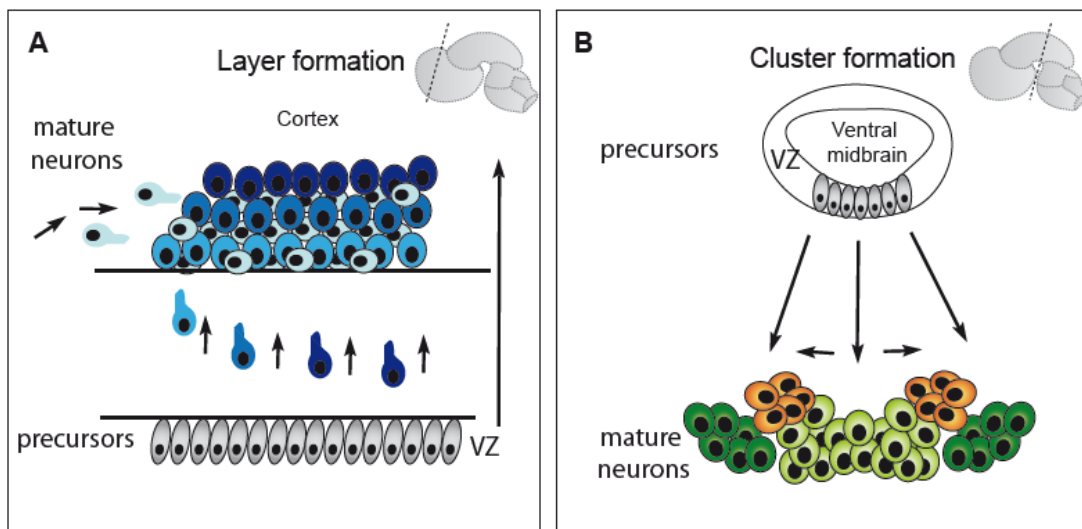 A
Layer formation
Cortex
mature
neurons
precursors
VZ
B
Cluster formation
precursors
VZ
Ventral
midbrain
mature
neurons